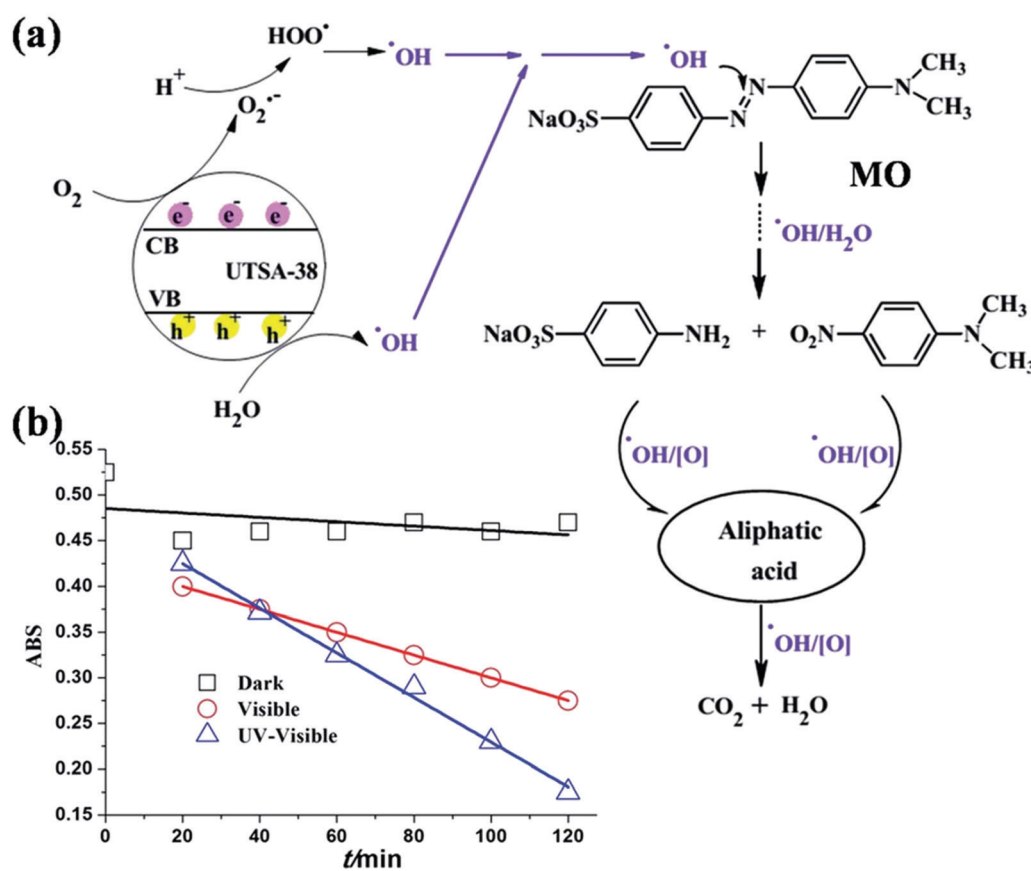 (a)
HOO•
•OH
•OH
H⁺
O₂•⁻
O₂
e⁻ e⁻ e⁻
CB
UTSA-38
VB
h⁺ h⁺ h⁺
•OH
H₂O
NaO₃S
N
N
N
CH₃
CH₃
MO
•OH/H₂O
NaO₃S
NH₂
+
O₂N
N
CH₃
CH₃
•OH/[O]
•OH/[O]
Aliphatic
acid
•OH/[O]
CO₂ + H₂O
(b)
0.55
0.50
0.45
0.40
0.35
0.30
0.25
0.20
0.15
ABS
Dark
Visible
UV-Visible
0 20 40 60 80 100 120
t/min